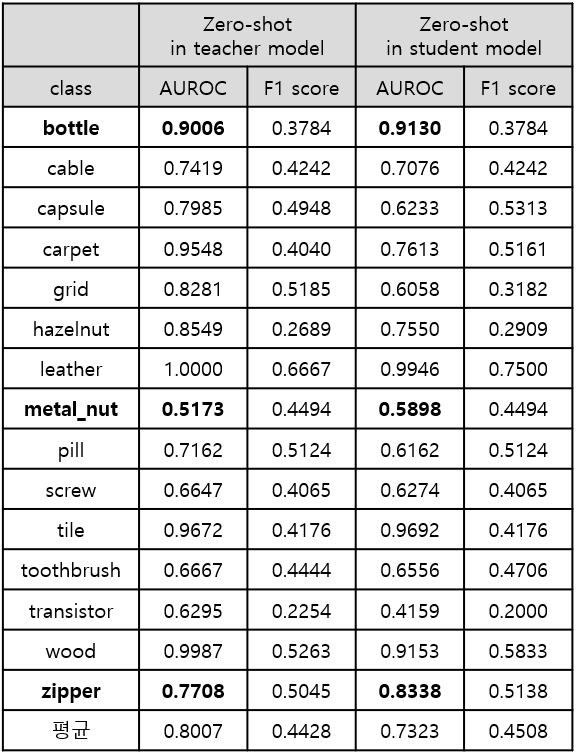 Zero-shot in teacher model Zero-shot in student model
class AUROC F1 score AUROC F1 score
bottle 0.9006 0.3784 0.9130 0.3784
cable 0.7419 0.4242 0.7076 0.4242
capsule 0.7985 0.4948 0.6233 0.5313
carpet 0.9548 0.4040 0.7613 0.5161
grid 0.8281 0.5185 0.6058 0.3182
hazelnut 0.8549 0.2689 0.7550 0.2909
leather 1.0000 0.6667 0.9946 0.7500
metal_nut 0.5173 0.4494 0.5898 0.4494
pill 0.7162 0.5124 0.6162 0.5124
screw 0.6647 0.4065 0.6274 0.4065
tile 0.9672 0.4176 0.9692 0.4176
toothbrush 0.6667 0.4444 0.6556 0.4706
transistor 0.6295 0.2254 0.4159 0.2000
wood 0.9987 0.5263 0.9153 0.5833
zipper 0.7708 0.5045 0.8338 0.5138
평균 0.8007 0.4428 0.7323 0.4508